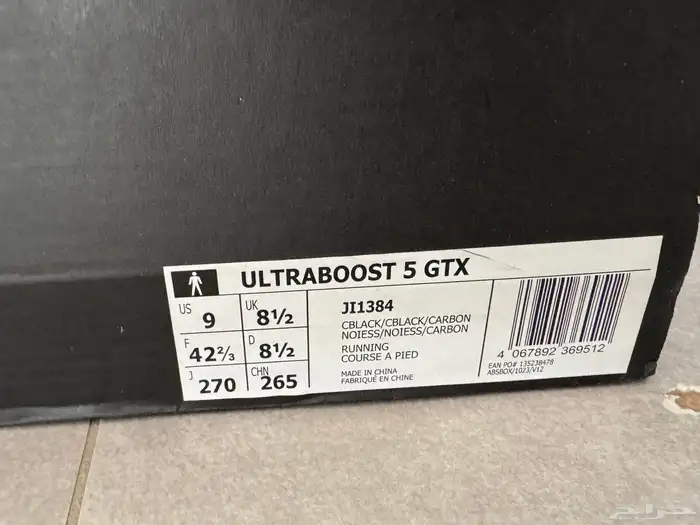 ULTRABOOST 5 GTX
US 9 UK 8½
F 42⅔ D 8½
J 270 CHN 265
JI1384
CBLACK/CBLACK/CARBON
NOIESS/NOIESS/CARBON
RUNNING
COURSE A PIED
MADE IN CHINA
FABRIQUÉ EN CHINE
4 067892 369512
EAN PO# 135238478
ABSBOX/1023/V12
حراج